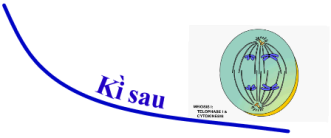 Kì sau
MEIOSIS I:
TELOPHASE I &
CYTOKINESIS